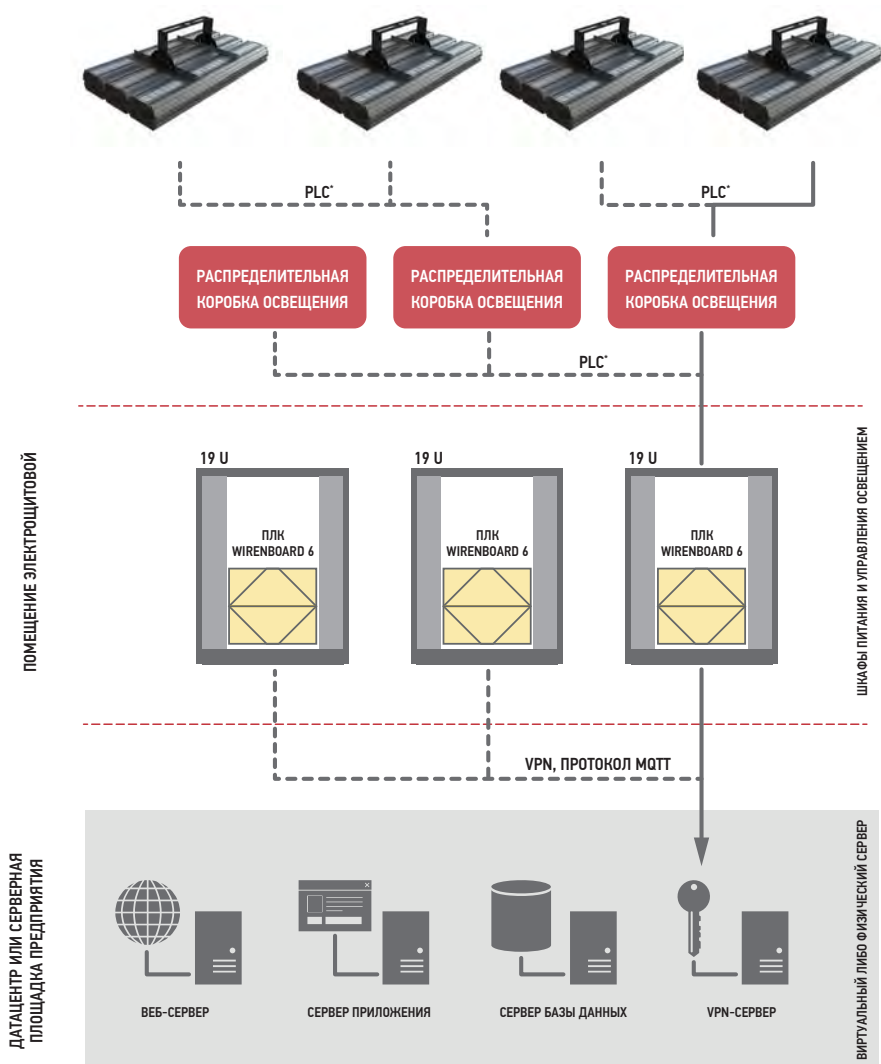 PLC*
PLC*
РАСПРЕДЕЛИТЕЛЬНАЯ
КОРОБКА ОСВЕЩЕНИЯ
РАСПРЕДЕЛИТЕЛЬНАЯ
КОРОБКА ОСВЕЩЕНИЯ
РАСПРЕДЕЛИТЕЛЬНАЯ
КОРОБКА ОСВЕЩЕНИЯ
PLC*
ПОМЕЩЕНИЕ ЭЛЕКТРОЩИТОВОЙ
19 U
19 U
19 U
ПЛК
WIRENBOARD 6
ПЛК
WIRENBOARD 6
ПЛК
WIRENBOARD 6
ШКАФЫ ПИТАНИЯ И УПРАВЛЕНИЯ ОСВЕЩЕНИЕМ
VPN, ПРОТОКОЛ MQTT
ДАТАЦЕНТР ИЛИ СЕРВЕРНАЯ
ПЛОЩАДКА ПРЕДПРИЯТИЯ
ВЕБ-СЕРВЕР
СЕРВЕР ПРИЛОЖЕНИЯ
СЕРВЕР БАЗЫ ДАННЫХ
VPN-СЕРВЕР
ВИРТУАЛЬНЫЙ ЛИБО ФИЗИЧЕСКИЙ СЕРВЕР